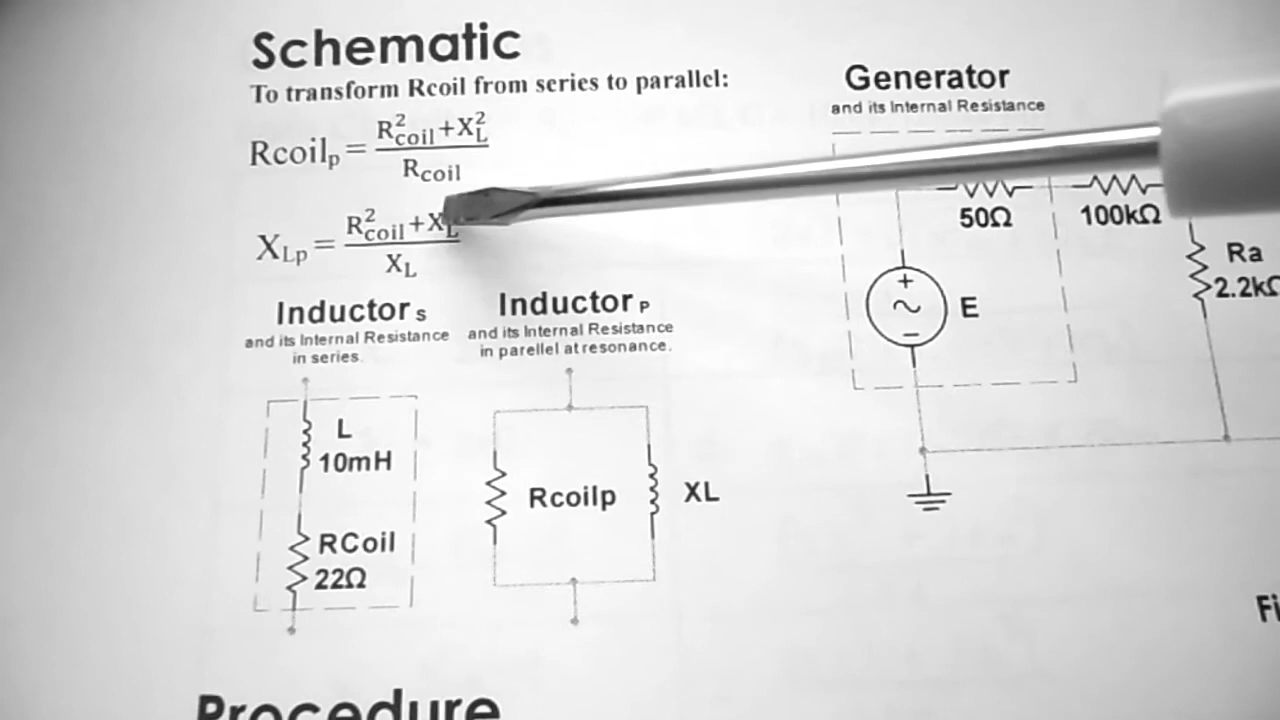 Schematic
To transform Rcoil from series to parallel:
Rcoilₚ = (R²coil + X²L) / Rcoil
XLp = (R²coil + XL) / XL
Inductor S
and its Internal Resistance
in series.
Inductor P
and its Internal Resistance
in parellel at resonance.
L
10mH
RCoil
22Ω
Rcoilp
XL
Generator
and its Internal Resistance
50Ω
100kΩ
+
E
−
Ra
2.2kΩ
Procedure